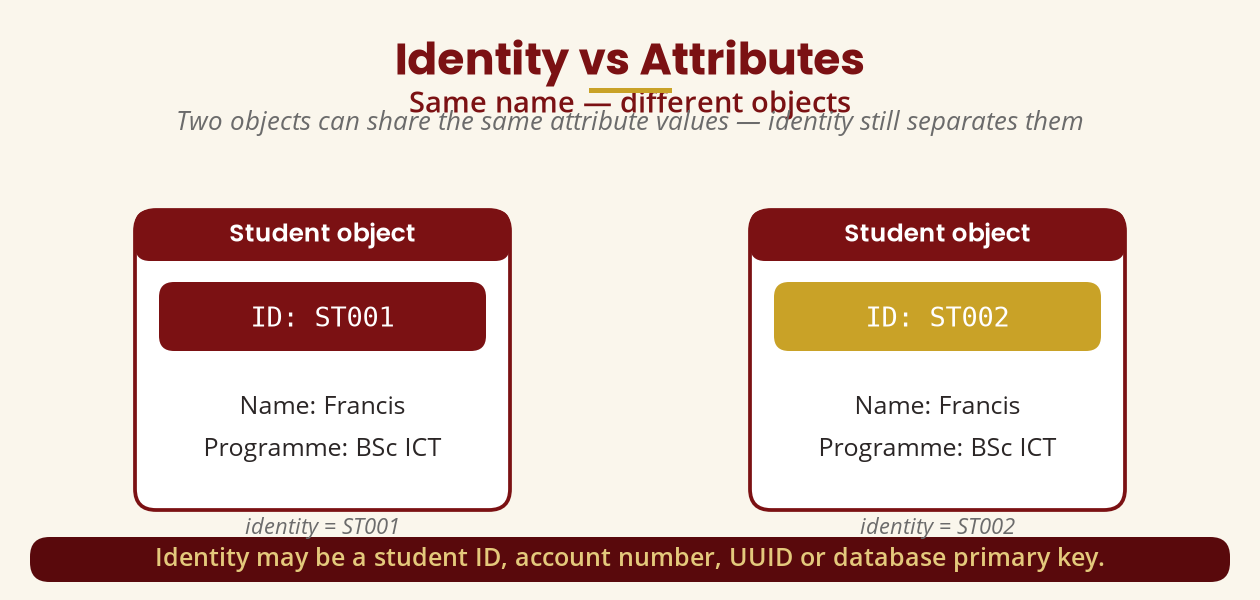 Identity vs Attributes
Same name — different objects
Two objects can share the same attribute values — identity still separates them
Student object
ID: ST001
Name: Francis
Programme: BSc ICT
identity = ST001
Student object
ID: ST002
Name: Francis
Programme: BSc ICT
identity = ST002
Identity may be a student ID, account number, UUID or database primary key.